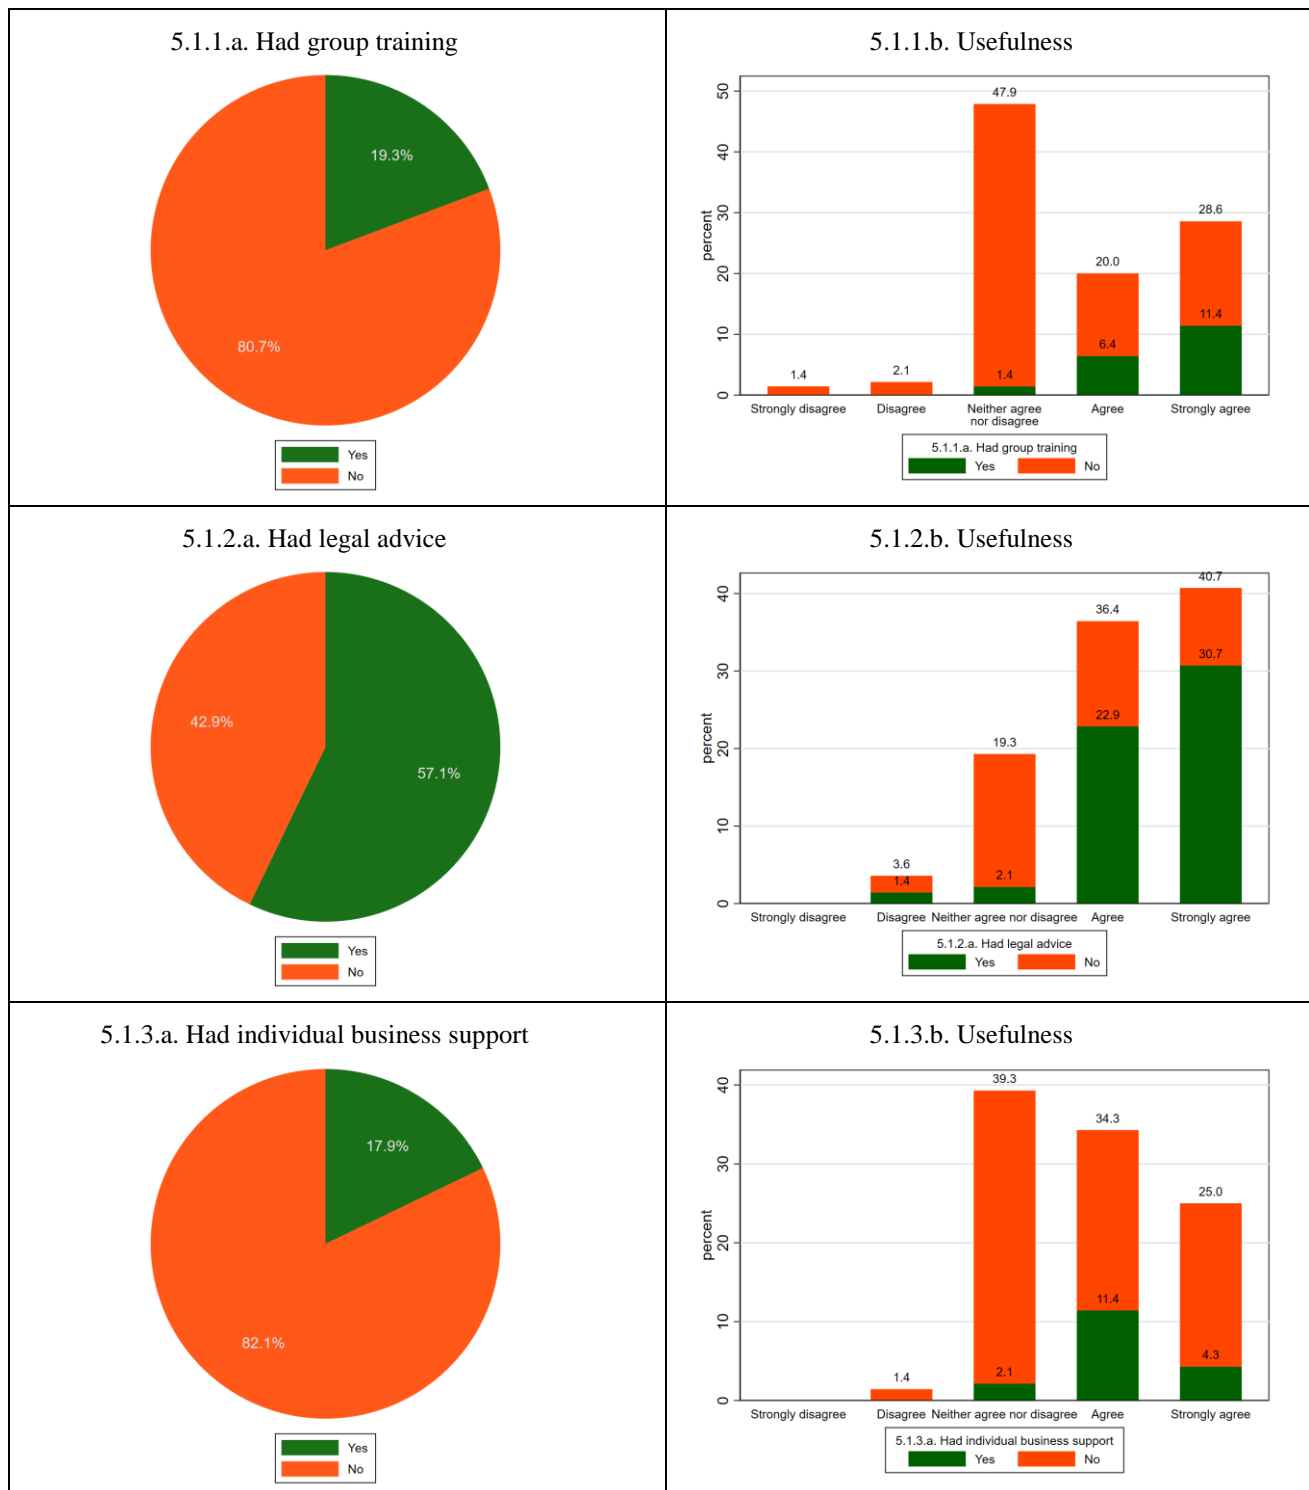 5.1.1.a. Had group training
19.3%
80.7%
Yes
No
5.1.1.b. Usefulness
percent
50
40
30
20
10
0
1.4
2.1
47.9
1.4
20.0
6.4
28.6
11.4
Strongly disagree
Disagree
Neither agree
nor disagree
Agree
Strongly agree
5.1.1.a. Had group training
Yes
No
5.1.2.a. Had legal advice
42.9%
57.1%
Yes
No
5.1.2.b. Usefulness
percent
40
30
20
10
0
3.6
1.4
19.3
2.1
36.4
22.9
40.7
30.7
Strongly disagree
Disagree
Neither agree nor disagree
Agree
Strongly agree
5.1.2.a. Had legal advice
Yes
No
5.1.3.a. Had individual business support
17.9%
82.1%
Yes
No
5.1.3.b. Usefulness
percent
40
30
20
10
0
1.4
39.3
2.1
34.3
11.4
25.0
4.3
Strongly disagree
Disagree
Neither agree nor disagree
Agree
Strongly agree
5.1.3.a. Had individual business support
Yes
No